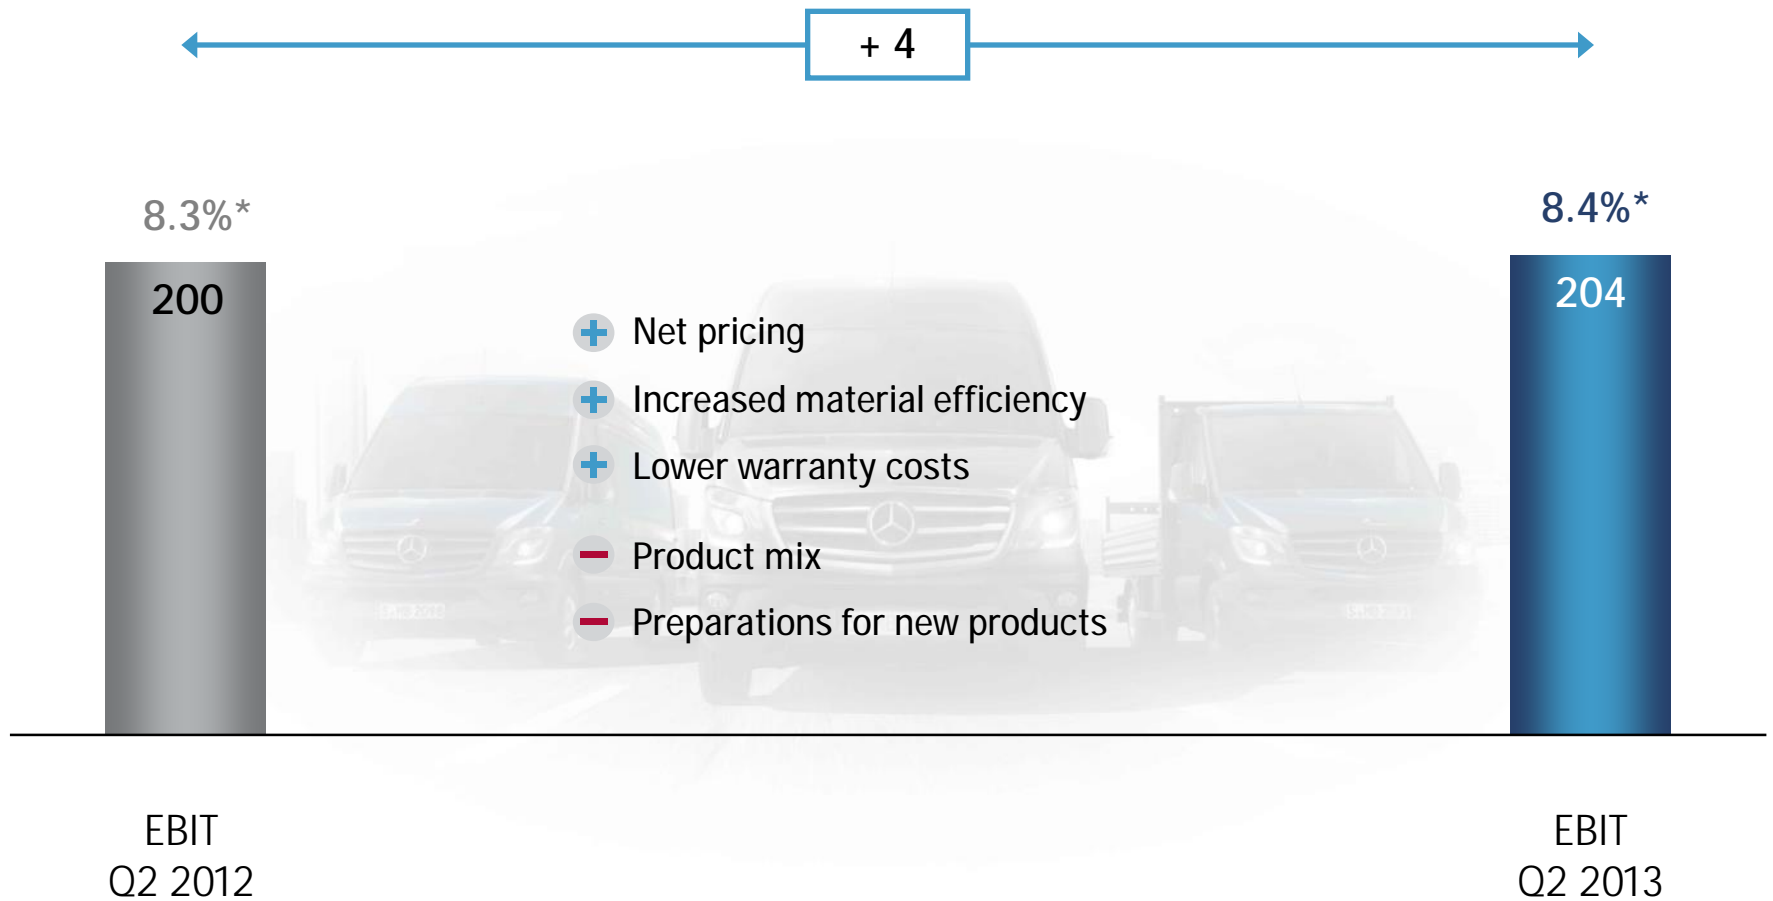 + 4
8.3%*
8.4%*
200
204
Net pricing
Increased material efficiency
Lower warranty costs
Product mix
Preparations for new products
EBIT
Q2 2012
EBIT
Q2 2013